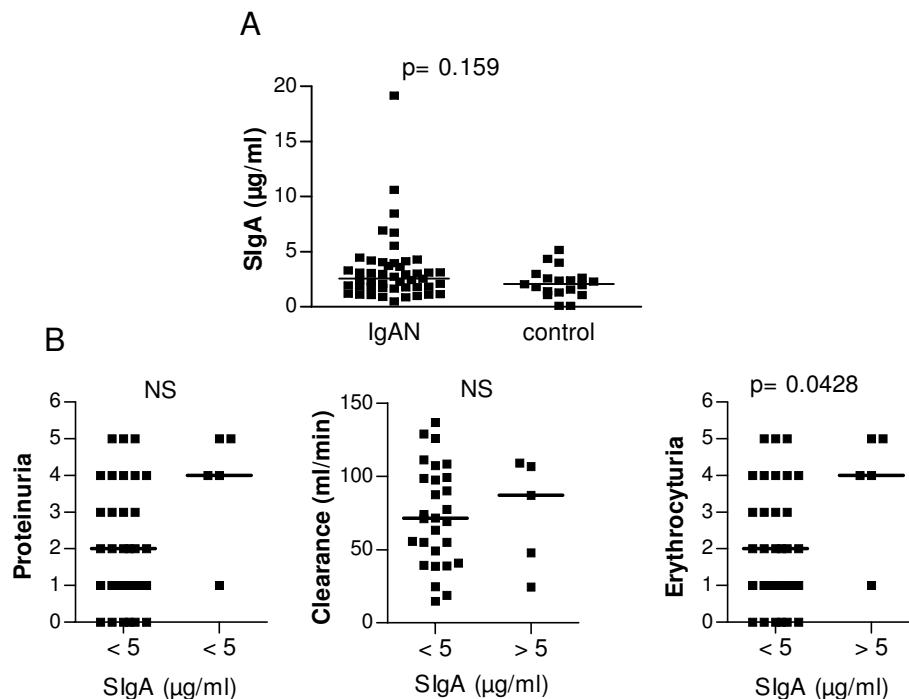 A
p= 0.159
20
15
10
5
0
SIgA (µg/ml)
IgAN
control
B
NS
6
5
4
3
2
1
0
Proteinuria
< 5
< 5
SIgA (µg/ml)
NS
150
100
50
0
Clearance (ml/min)
< 5
> 5
SIgA (µg/ml)
p= 0.0428
6
5
4
3
2
1
0
Erythrocyturia
< 5
> 5
SIgA (µg/ml)